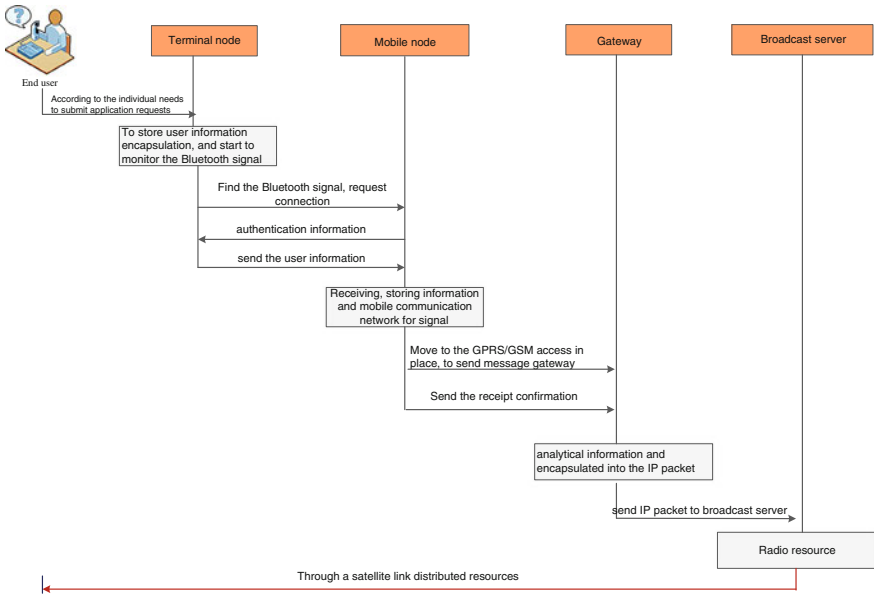 Terminal node
Mobile node
Gateway
Broadcast server
End user
According to the individual needs
to submit application requests
To store user information
encapsulation, and start to
monitor the Bluetooth signal
Find the Bluetooth signal, request
connection
authentication information
send the user information
Receiving, storing information
and mobile communication
network for signal
Move to the GPRS/GSM access in
place, to send message gateway
Send the receipt confirmation
analytical information and
encapsulated into the IP packet
send IP packet to broadcast server
Radio resource
Through a satellite link distributed resources